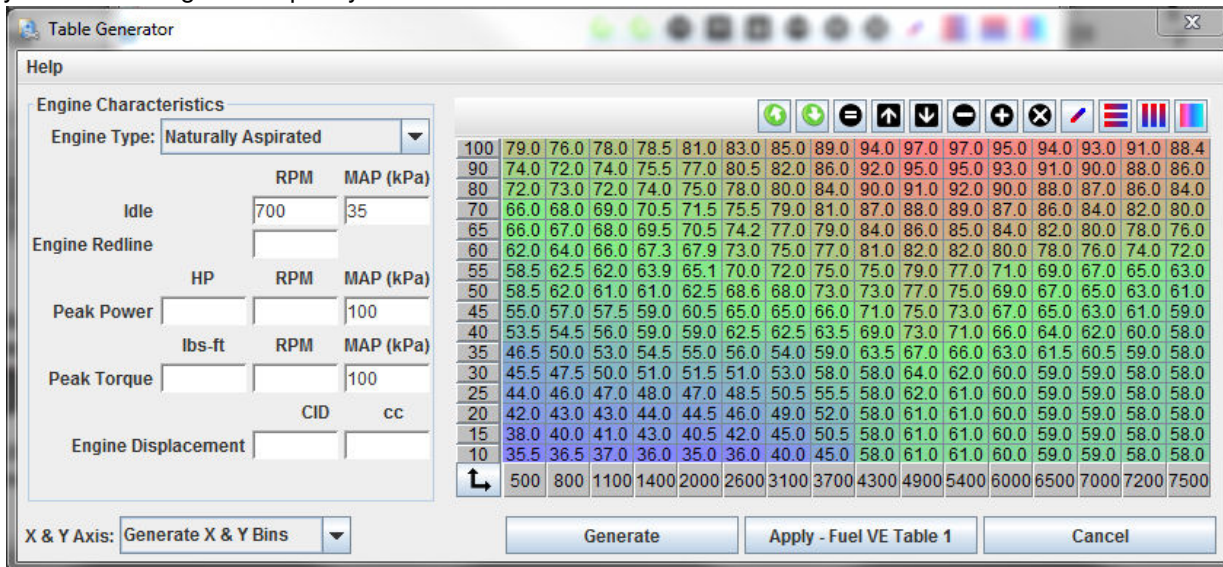 Table Generator
Help
Engine Characteristics
Engine Type: Naturally Aspirated
RPM MAP (kPa)
Idle 700 35
Engine Redline
HP RPM MAP (kPa)
Peak Power 100
lbs-ft RPM MAP (kPa)
Peak Torque 100
CID cc
Engine Displacement
100 79.0 76.0 78.0 78.5 81.0 83.0 85.0 89.0 94.0 97.0 97.0 95.0 94.0 93.0 91.0 88.4
90 74.0 72.0 74.0 75.5 77.0 80.5 82.0 86.0 92.0 95.0 95.0 93.0 91.0 90.0 88.0 86.0
80 72.0 73.0 72.0 74.0 75.0 78.0 80.0 84.0 90.0 91.0 92.0 90.0 88.0 87.0 86.0 84.0
70 66.0 68.0 69.0 70.5 71.5 75.5 79.0 81.0 87.0 88.0 89.0 87.0 86.0 84.0 82.0 80.0
65 66.0 67.0 68.0 69.5 70.5 74.2 77.0 79.0 84.0 86.0 85.0 84.0 82.0 80.0 78.0 76.0
60 62.0 64.0 66.0 67.3 67.9 73.0 75.0 77.0 81.0 82.0 82.0 80.0 78.0 76.0 74.0 72.0
55 58.5 62.5 62.0 63.9 65.1 70.0 72.0 75.0 75.0 79.0 77.0 71.0 69.0 67.0 65.0 63.0
50 58.5 62.0 61.0 61.0 62.5 68.6 68.0 73.0 73.0 77.0 75.0 69.0 67.0 65.0 63.0 61.0
45 55.0 57.0 57.5 59.0 60.5 65.0 65.0 66.0 71.0 75.0 73.0 67.0 65.0 63.0 61.0 59.0
40 53.5 54.5 56.0 59.0 59.0 62.5 62.5 63.5 69.0 73.0 71.0 66.0 64.0 62.0 60.0 58.0
35 46.5 50.0 53.0 54.5 55.0 56.0 54.0 59.0 63.5 67.0 66.0 63.0 61.5 60.5 59.0 58.0
30 45.5 47.5 50.0 51.0 51.5 51.0 53.0 58.0 58.0 64.0 62.0 60.0 59.0 59.0 58.0 58.0
25 44.0 46.0 47.0 48.0 47.0 48.5 50.5 55.5 58.0 62.0 61.0 60.0 59.0 59.0 58.0 58.0
20 42.0 43.0 43.0 44.0 44.5 46.0 49.0 52.0 58.0 61.0 61.0 60.0 59.0 59.0 58.0 58.0
15 38.0 40.0 41.0 43.0 40.5 42.0 45.0 50.5 58.0 61.0 61.0 60.0 59.0 59.0 58.0 58.0
10 35.5 36.5 37.0 36.0 35.0 36.0 40.0 45.0 58.0 61.0 61.0 60.0 59.0 59.0 58.0 58.0
500 800 1100 1400 2000 2600 3100 3700 4300 4900 5400 6000 6500 7000 7200 7500
X & Y Axis: Generate X & Y Bins
Generate
Apply - Fuel VE Table 1
Cancel